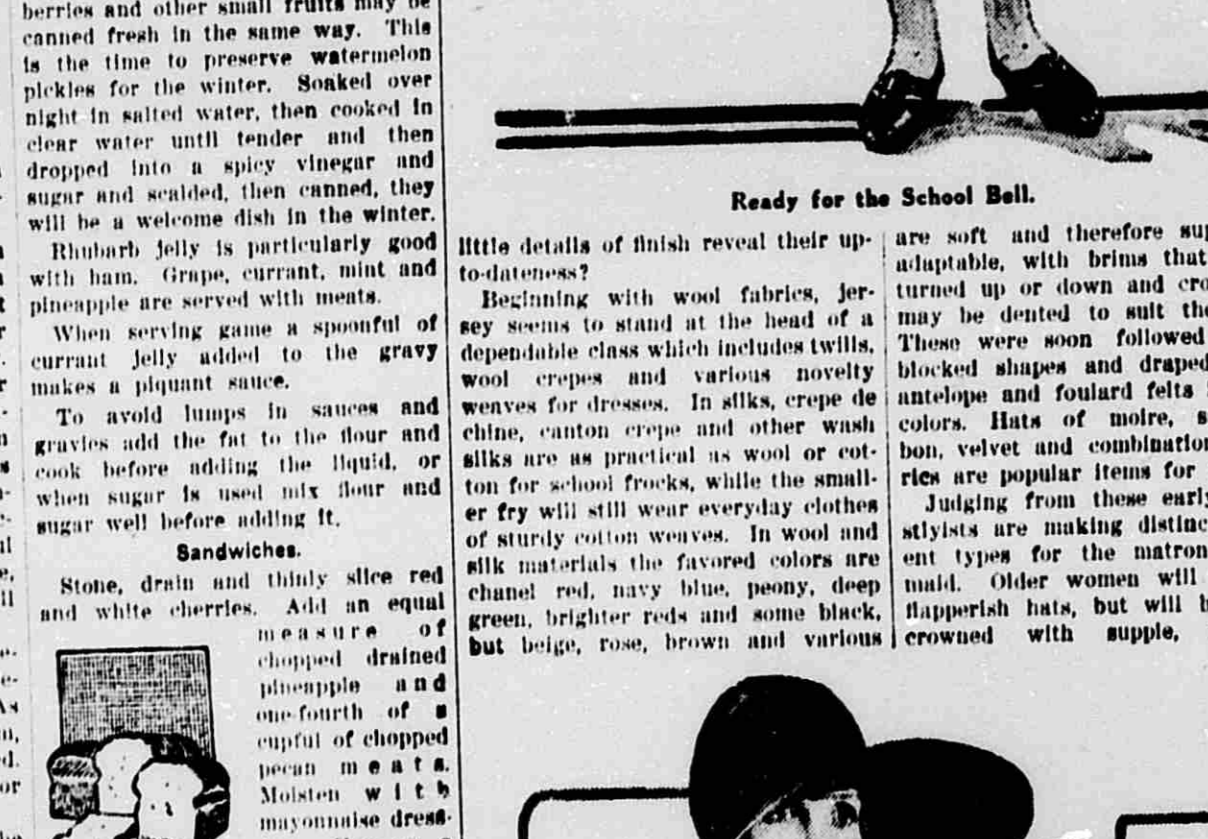 berries and other small fruits may be
canned fresh in the same way. This
is the time to preserve watermelon
pickles for the winter. Soaked over
night in salted water, then cooked in
clear water until tender and then
dropped into a spicy vinegar and
sugar and scalded, then canned, they
will be a welcome dish in the winter.
Rhubarb jelly is particularly good
with ham. Grape, currant, mint and
pineapple are served with meats.
When serving game a spoonful of
currant jelly added to the gravy
makes a piquant sauce.
To avoid lumps in sauces and
gravies add the fat to the flour and
cook before adding the liquid, or
when sugar is used mix flour and
sugar well before adding it.
Sandwiches.
Stone, drain and thinly slice red
and white cherries. Add an equal
measure of
chopped drained
pineapple and
one-fourth of a
cupful of chopped
pecan meats.
Moisten with
mayonnaise dress-
Ready for the School Bell.
little details of finish reveal their up-
to-dateness?
Beginning with wool fabrics, jer-
sey seems to stand at the head of a
dependable class which includes twills,
wool crepes and various novelty
weaves for dresses. In silks, crepe de
chine, canton crepe and other wash
silks are as practical as wool or cot-
ton for school frocks, while the small-
er fry will still wear everyday clothes
of sturdy cotton weaves. In wool and
silk materials the favored colors are
chanel red, navy blue, peony, deep
green, brighter reds and some black,
but beige, rose, brown and various
are soft and therefore sup
adaptable, with brims that
turned up or down and cro
may be dented to suit the
These were soon followed
blocked shapes and draped
antelope and foulard felts
colors. Hats of moire, s
bon, velvet and combination
rics are popular items for
Judging from these early
stlyists are making distinc
ent types for the matron
maid. Older women will
flapperish hats, but will b
crowned with supple,